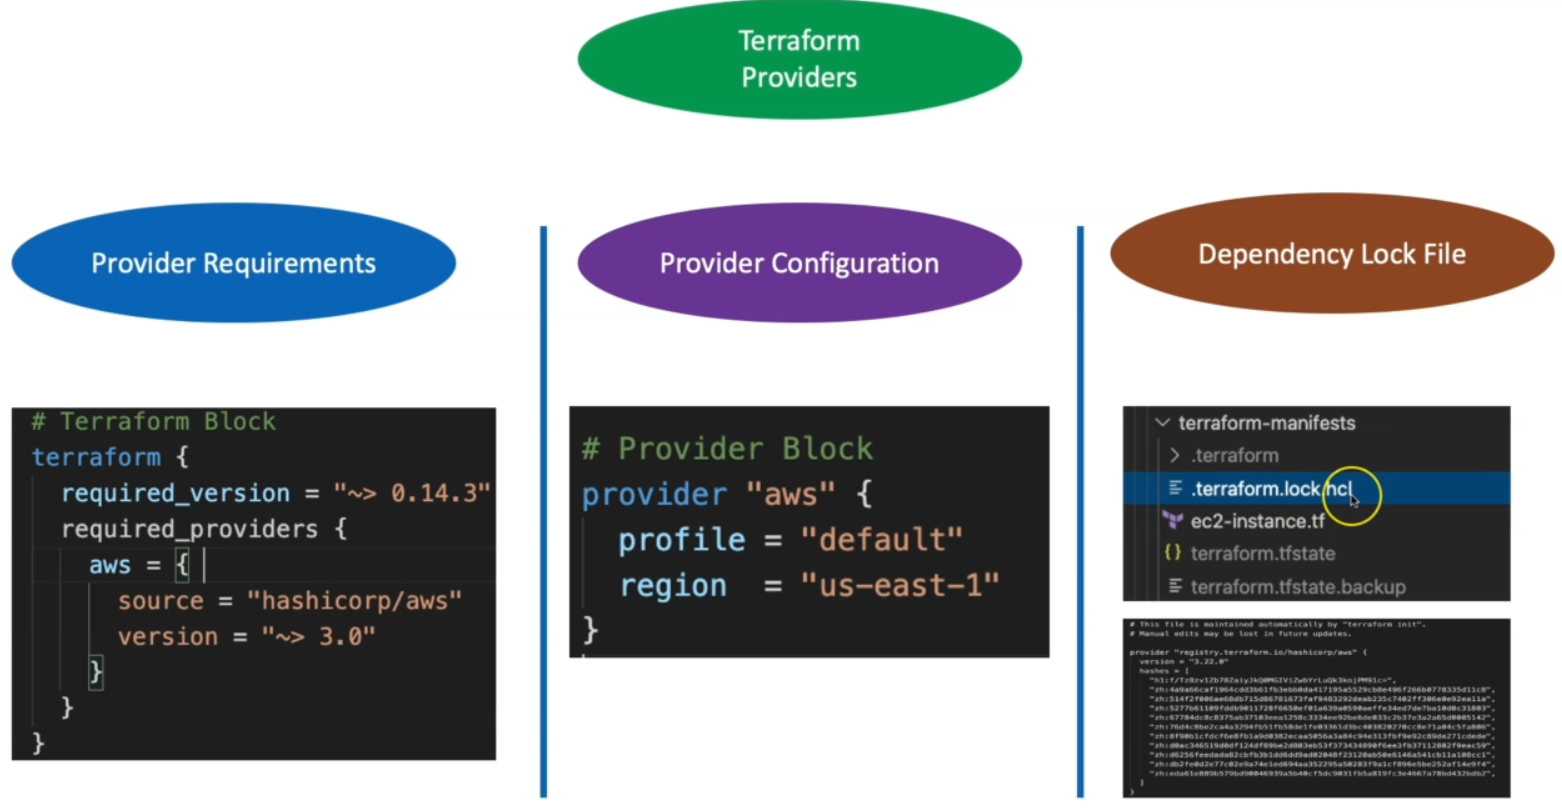 Terraform
Providers
Provider Requirements
Provider Configuration
Dependency Lock File
# Terraform Block
terraform {
required_version = "~> 0.14.3"
required_providers {
aws = {
source = "hashicorp/aws"
version = "~> 3.0"
}
}
}
# Provider Block
provider "aws" {
profile = "default"
region = "us-east-1"
}
terraform-manifests
.terraform
.terraform.lock.hcl
ec2-instance.tf
terraform.tfstate
terraform.tfstate.backup
# This file is maintained automatically by "terraform init".
# Manual edits may be lost in future updates.
provider "registry.terraform.io/hashicorp/aws" {
version = "3.22.0"
hashes = [
]
}